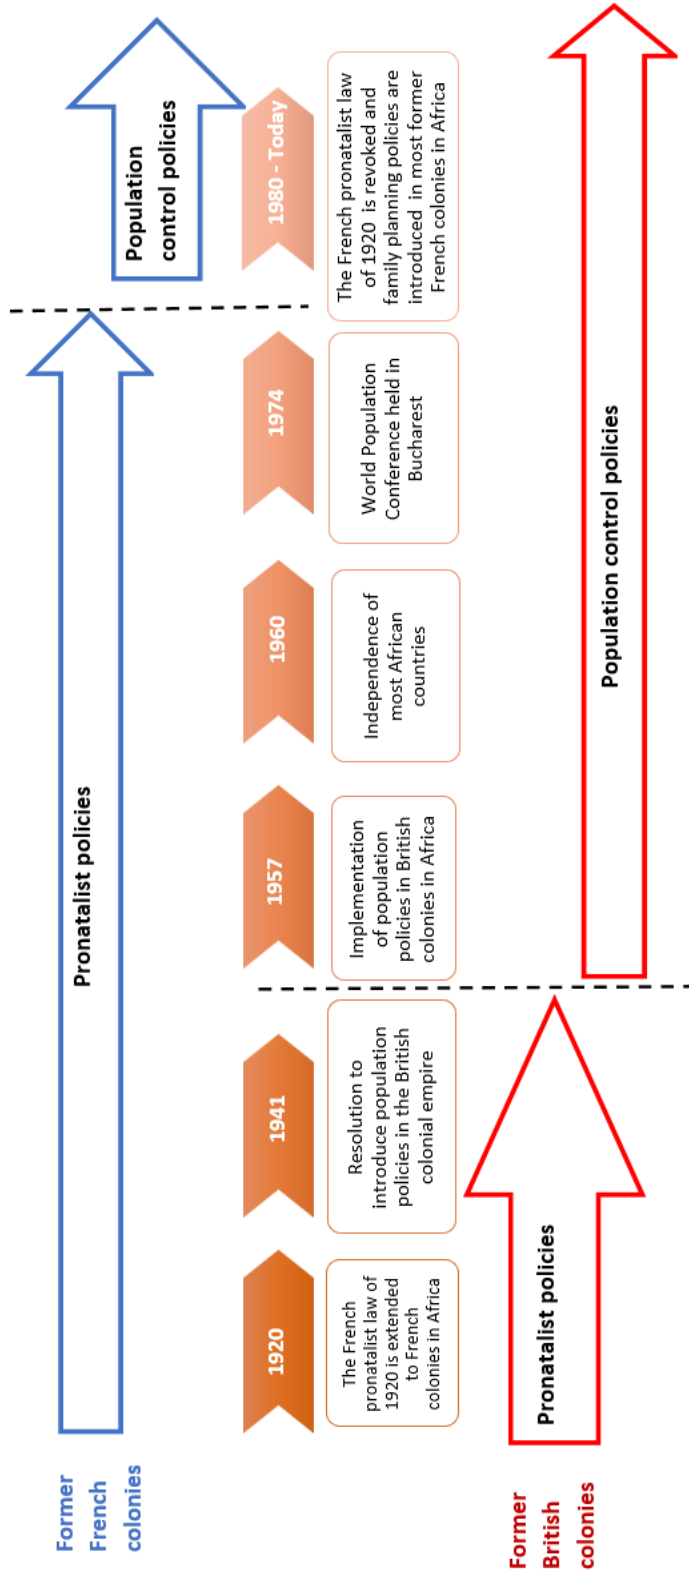 Former
French
colonies
Pronatalist policies
Population
control policies
1920
The French
pronatalist law of
1920 is extended
to French
colonies in Africa
1941
Resolution to
introduce population
policies in the British
colonial empire
1957
Implementation
of population
policies in British
colonies in Africa
1960
Independence of
most African
countries
1974
World Population
Conference held in
Bucharest
1980 - Today
The French pronatalist law
of 1920 is revoked and
family planning policies are
introduced in most former
French colonies in Africa
Former
British
colonies
Pronatalist policies
Population control policies